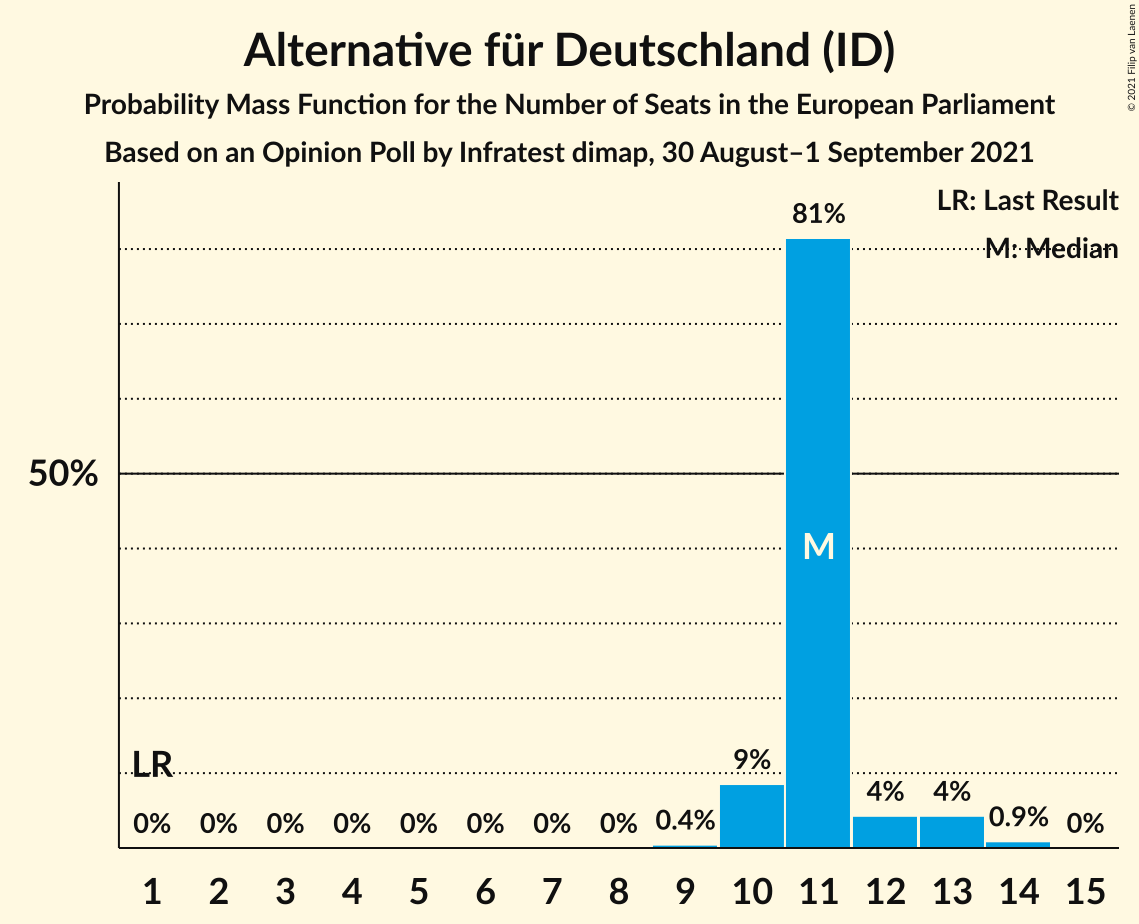 Alternative für Deutschland (ID)
Probability Mass Function for the Number of Seats in the European Parliament
Based on an Opinion Poll by Infratest dimap, 30 August–1 September 2021
© 2021 Filip van Laenen
LR: Last Result
M: Median
81%
50%
M
LR
9%
4% 4%
0% 0% 0% 0% 0% 0% 0% 0% 0.4% 0.9% 0%
1 2 3 4 5 6 7 8 9 10 11 12 13 14 15